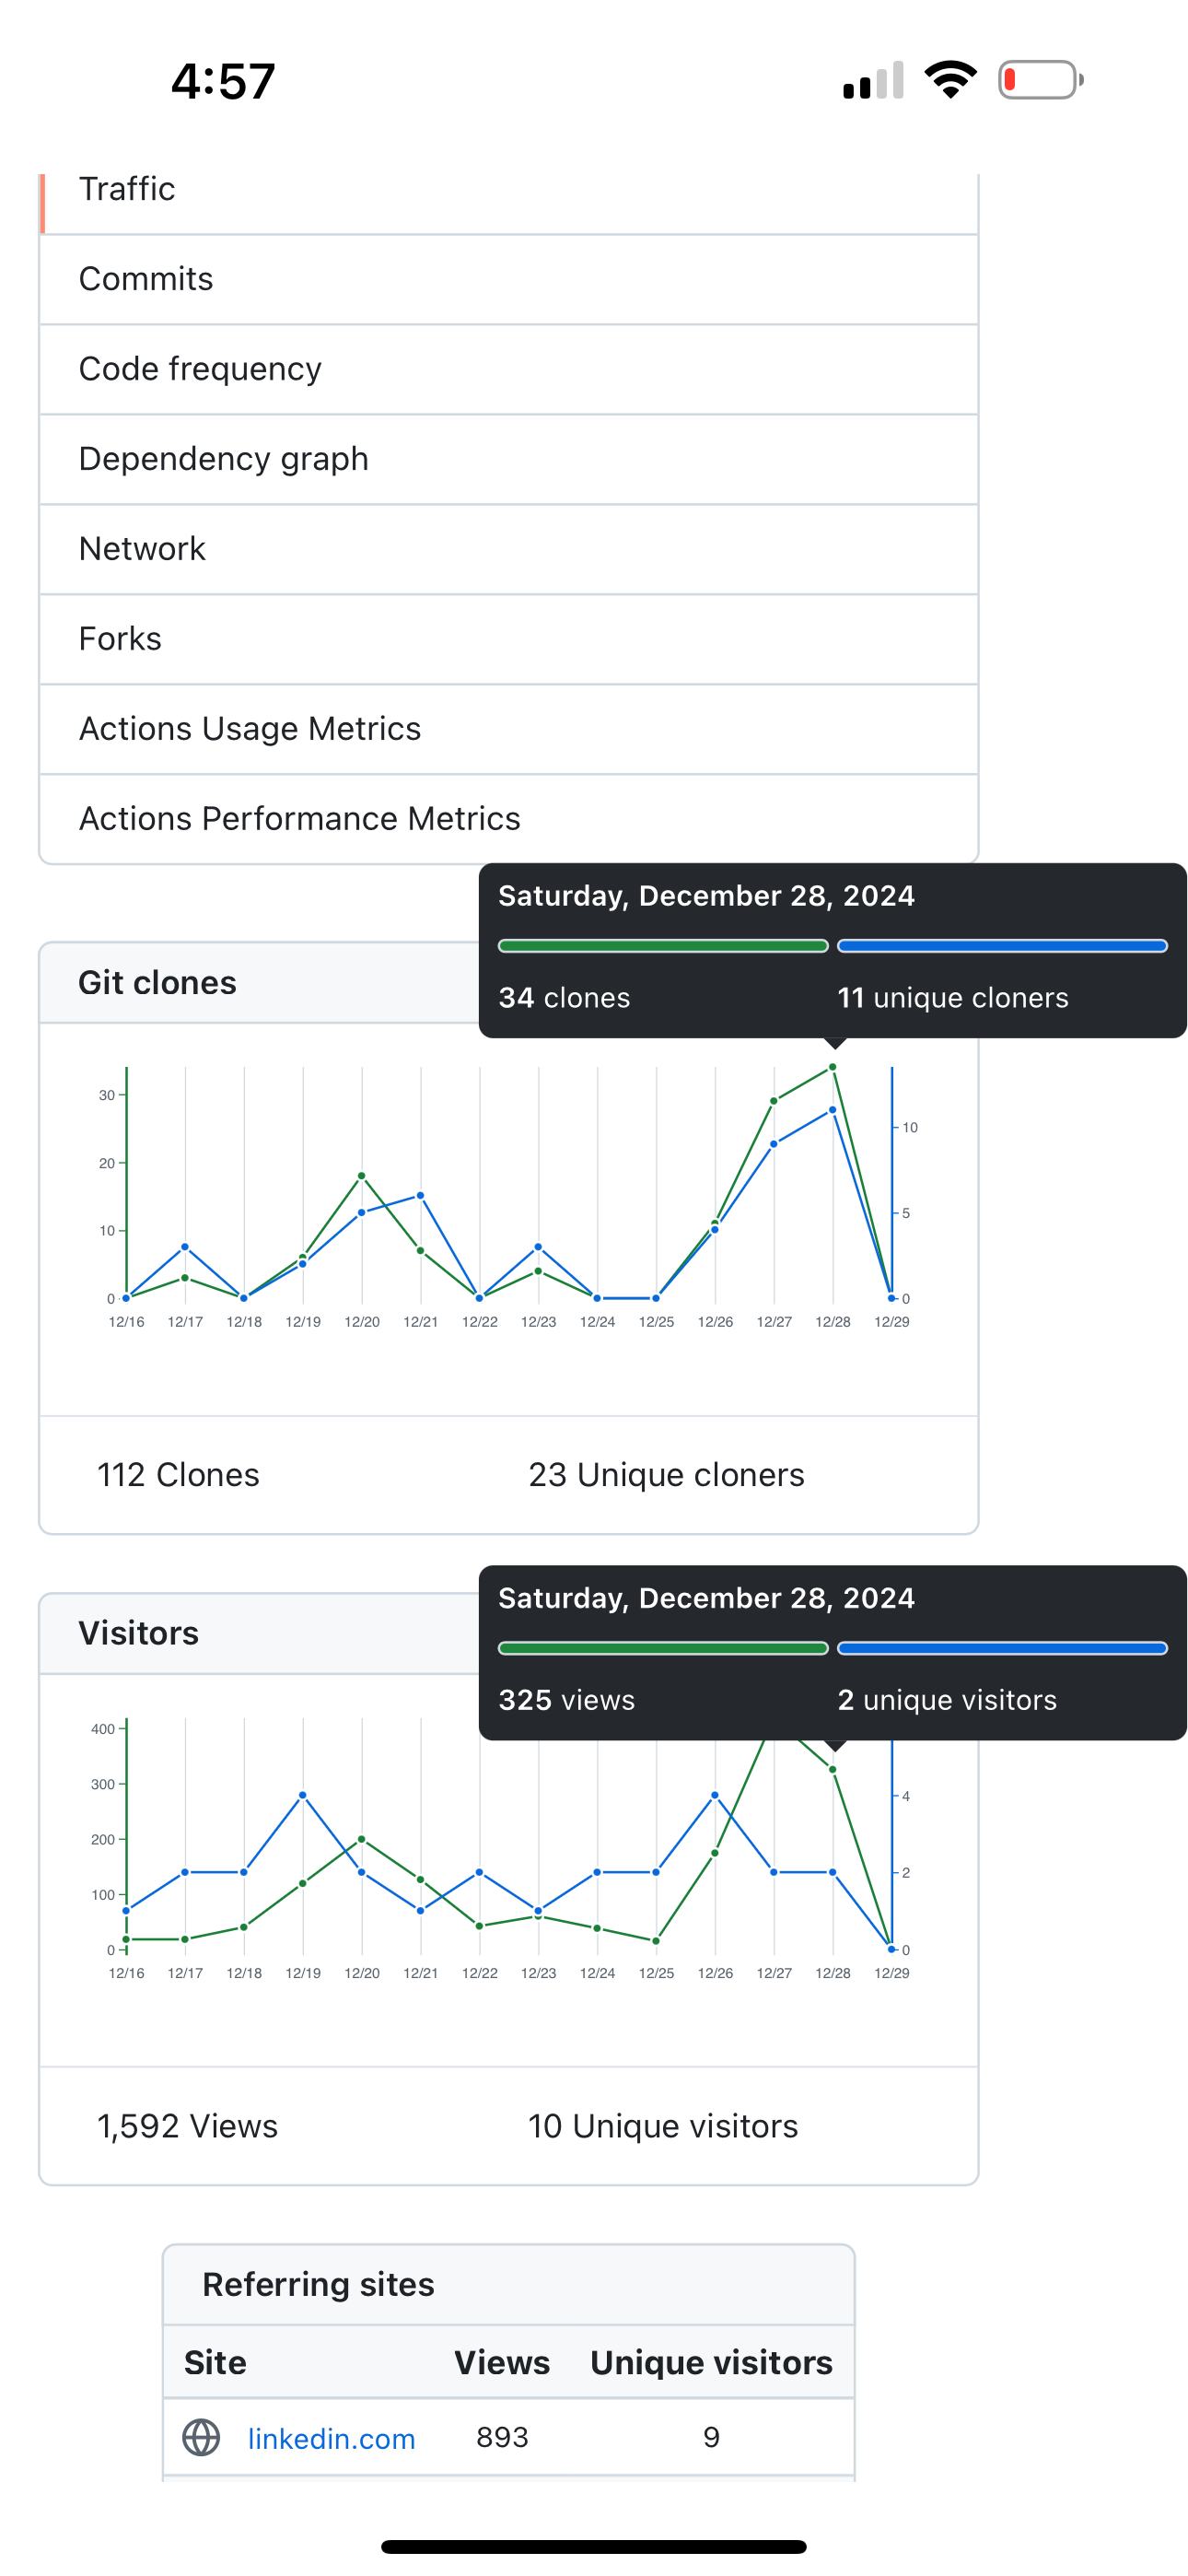 4:57
Traffic
Commits
Code frequency
Dependency graph
Network
Forks
Actions Usage Metrics
Actions Performance Metrics
Saturday, December 28, 2024
34 clones 11 unique cloners
Git clones
30
20
10
0
10
5
0
12/16 12/17 12/18 12/19 12/20 12/21 12/22 12/23 12/24 12/25 12/26 12/27 12/28 12/29
112 Clones 23 Unique cloners
Saturday, December 28, 2024
325 views 2 unique visitors
Visitors
400
300
200
100
0
4
2
0
12/16 12/17 12/18 12/19 12/20 12/21 12/22 12/23 12/24 12/25 12/26 12/27 12/28 12/29
1,592 Views 10 Unique visitors
Referring sites
Site Views Unique visitors
linkedin.com 893 9